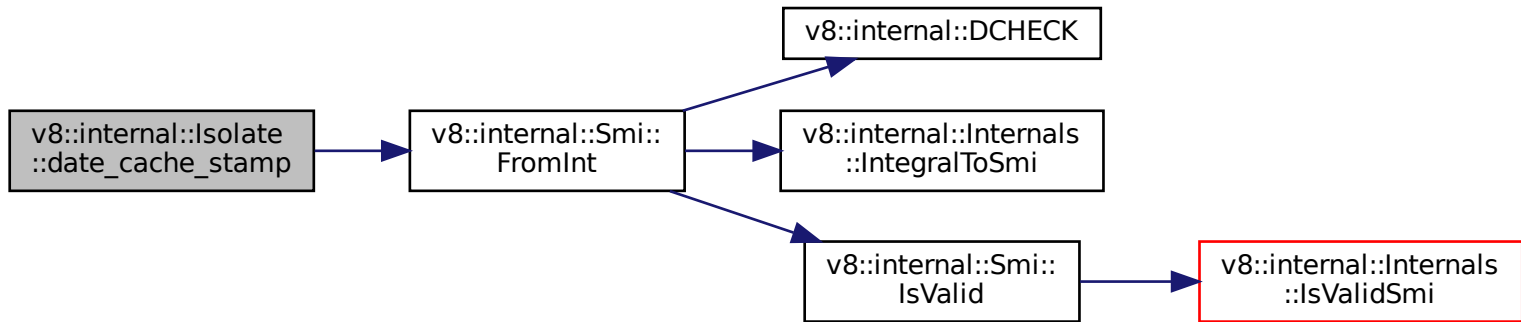 v8::internal::DCHECK
v8::internal::Isolate
::date_cache_stamp
v8::internal::Smi::
FromInt
v8::internal::Internals
::IntegralToSmi
v8::internal::Smi::
IsValid
v8::internal::Internals
::IsValidSmi